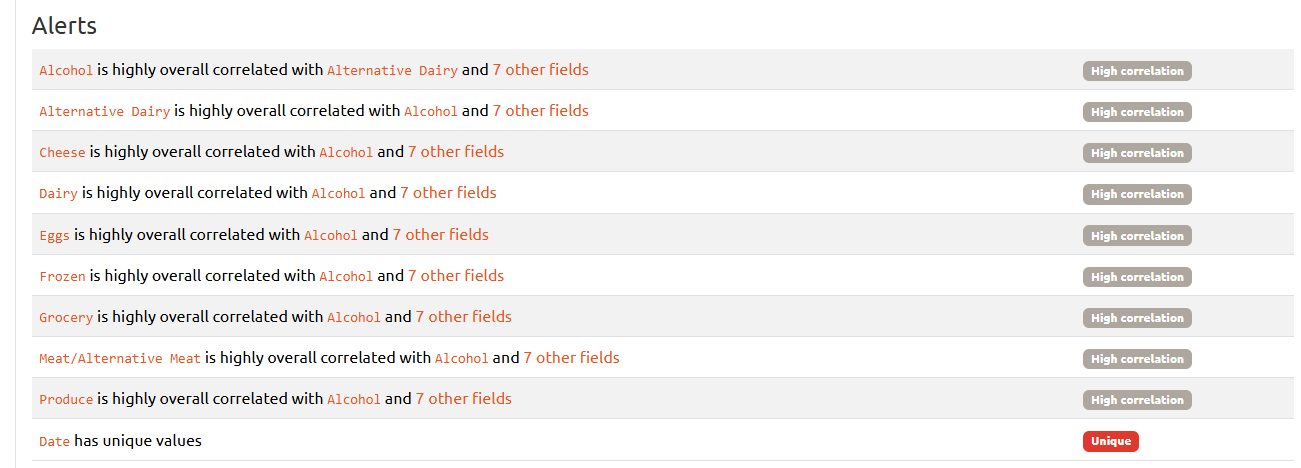 Alerts
Alcohol is highly overall correlated with Alternative Dairy and 7 other fields High correlation
Alternative Dairy is highly overall correlated with Alcohol and 7 other fields High correlation
Cheese is highly overall correlated with Alcohol and 7 other fields High correlation
Dairy is highly overall correlated with Alcohol and 7 other fields High correlation
Eggs is highly overall correlated with Alcohol and 7 other fields High correlation
Frozen is highly overall correlated with Alcohol and 7 other fields High correlation
Grocery is highly overall correlated with Alcohol and 7 other fields High correlation
Meat/Alternative Meat is highly overall correlated with Alcohol and 7 other fields High correlation
Produce is highly overall correlated with Alcohol and 7 other fields High correlation
Date has unique values Unique